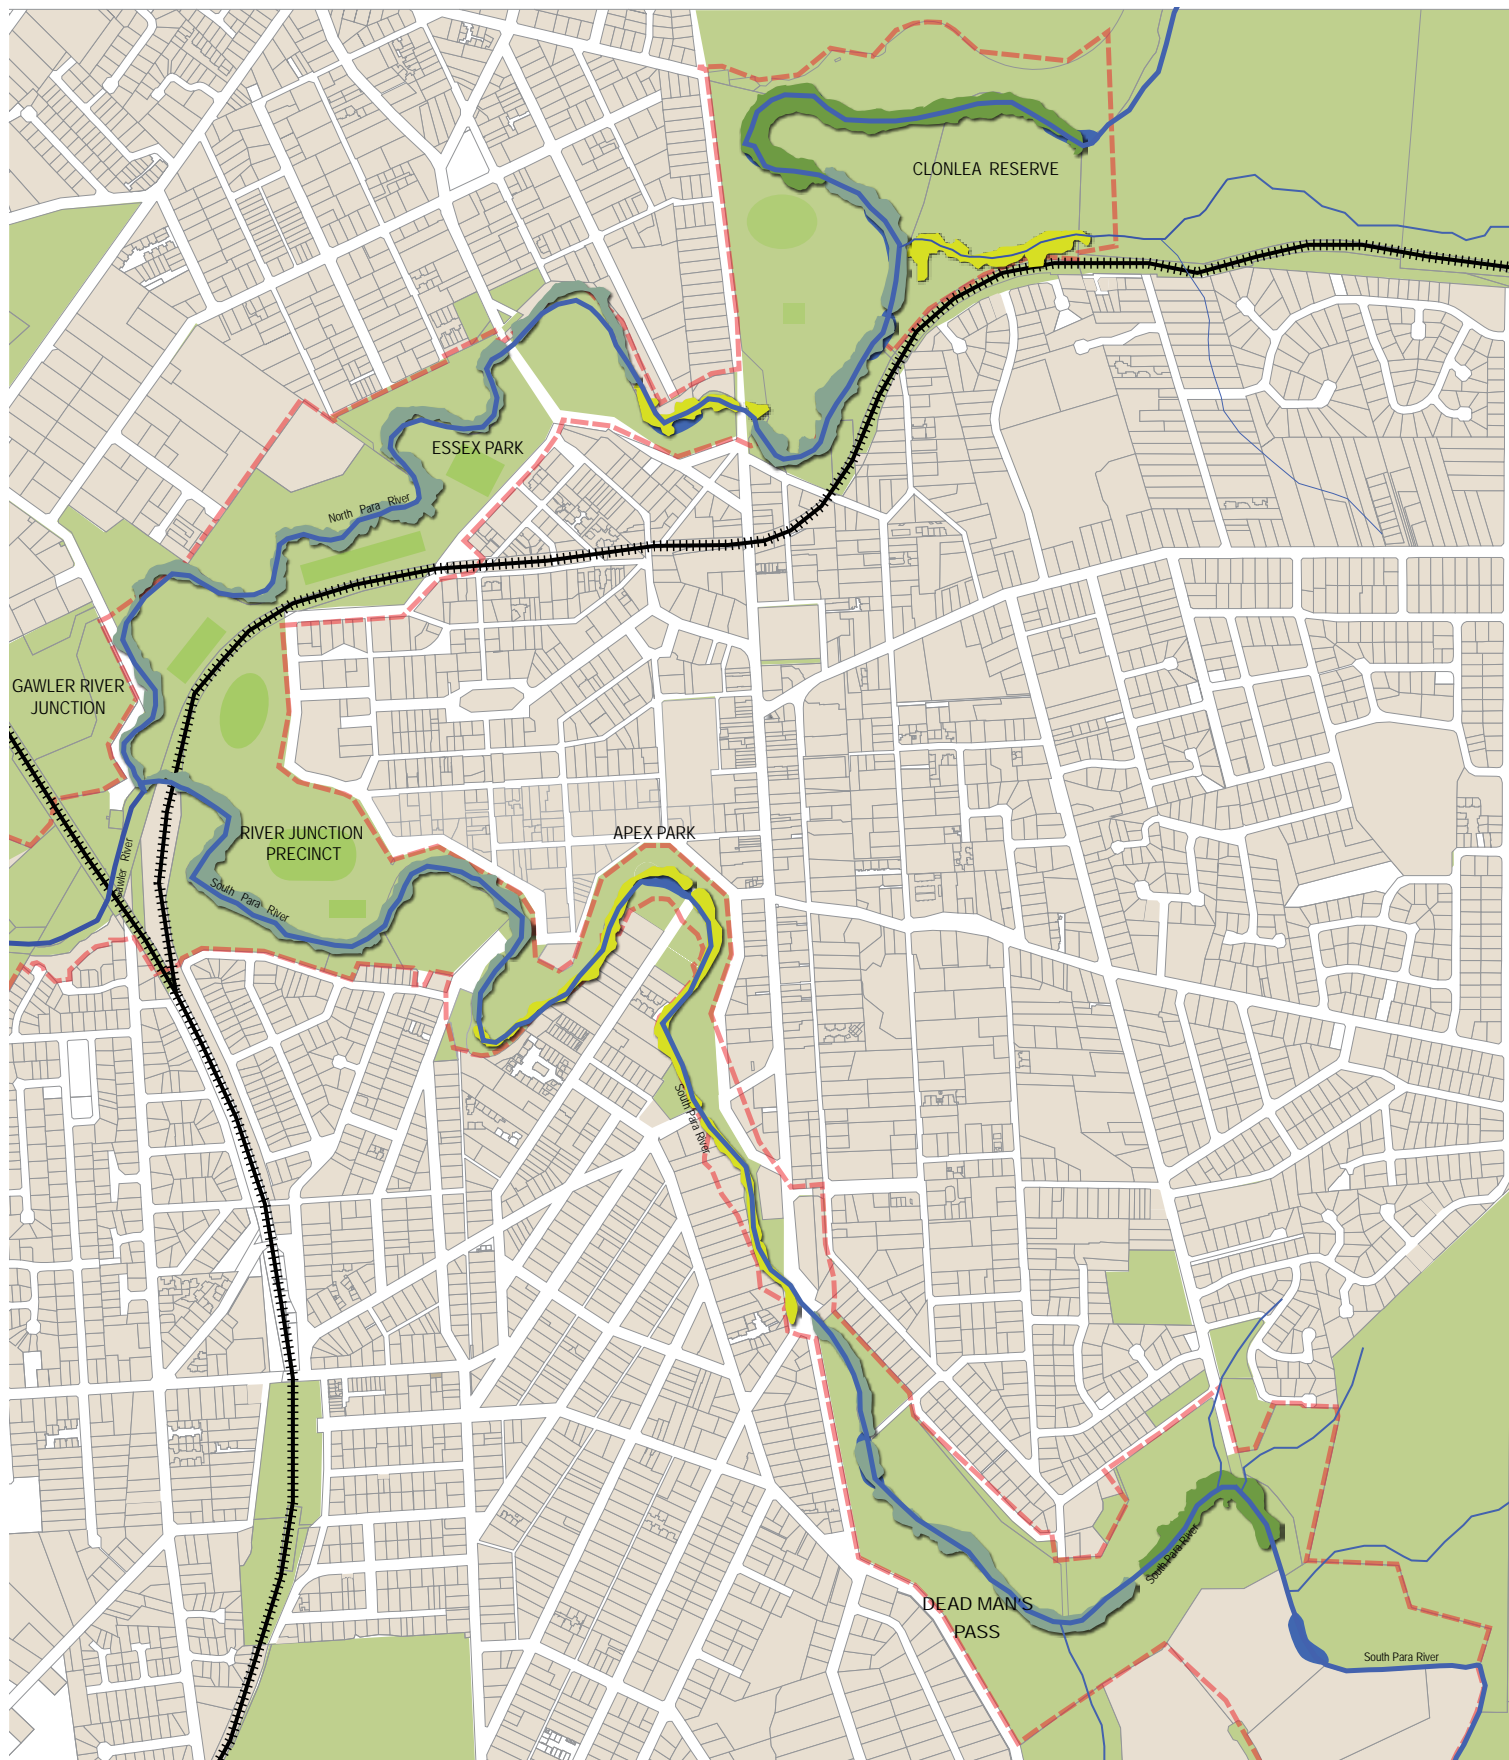 CLONLEA RESERVE
ESSEX PARK
North Para River
GAWLER RIVER
JUNCTION
RIVER JUNCTION
PRECINCT
APEX PARK
Gawler River
South Para River
South Para River
South Para River
DEAD MAN'S
PASS
South Para River